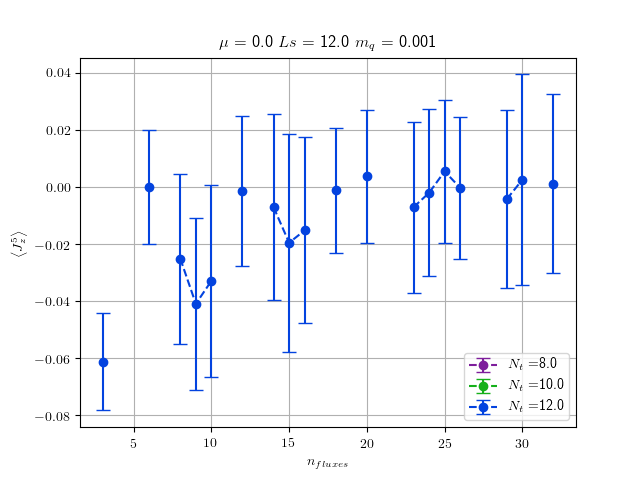 μ = 0.0 Ls = 12.0 m_q = 0.001
0.04
0.02
0.00
−0.02
−0.04
−0.06
−0.08
⟨J_z^5⟩
5
10
15
20
25
30
n_{fluxes}
N_t =8.0
N_t =10.0
N_t =12.0